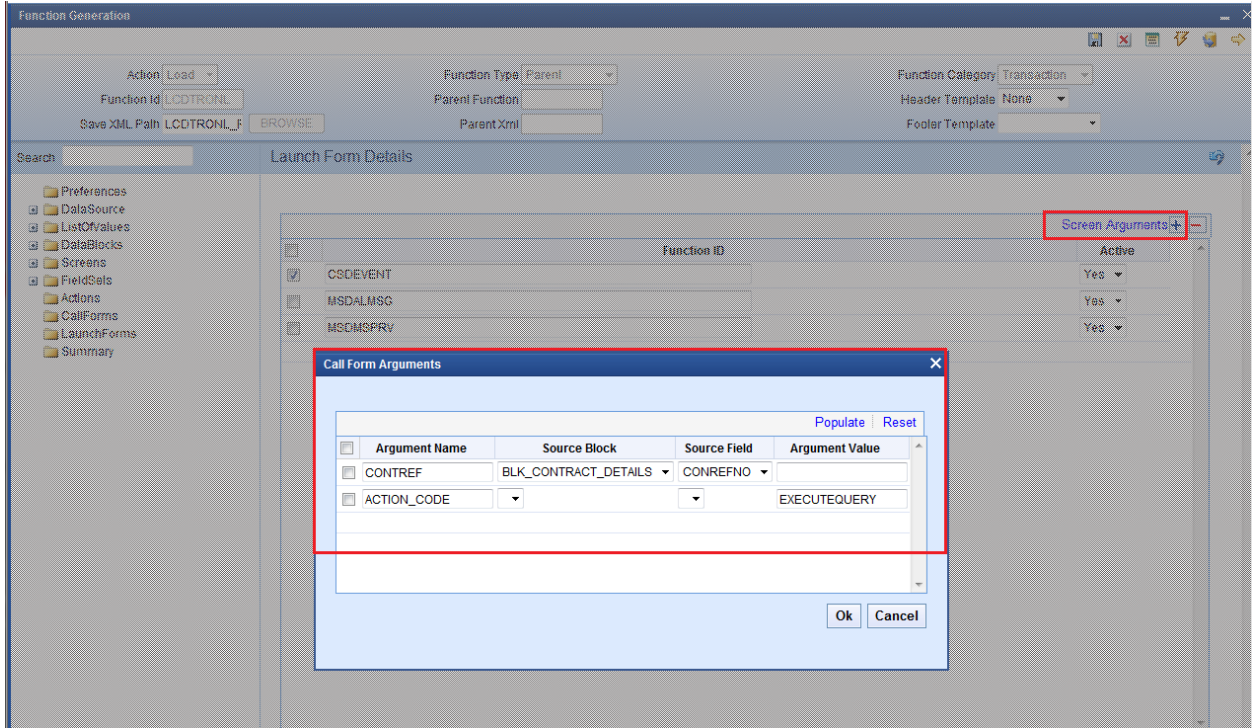 Function Generation
Action Load Function Type Parent Function Category Transaction
Function Id LCDTRONL Parent Function Header Template None
Save XML Path LCDTRONL_F BROWSE Parent Xml Footer Template
Search Launch Form Details
Preferences
DataSource
ListOfValues
DataBlocks
Screens
FieldSets
Actions
CallForms
LaunchForms
Summary
Screen Arguments + −
Function ID Active
CSDEVENT Yes
MSDALMSG Yes
MSDMSPRV Yes
Call Form Arguments
Populate Reset
Argument Name Source Block Source Field Argument Value
CONTREF BLK_CONTRACT_DETAILS CONREFNO
ACTION_CODE EXECUTEQUERY
Ok Cancel